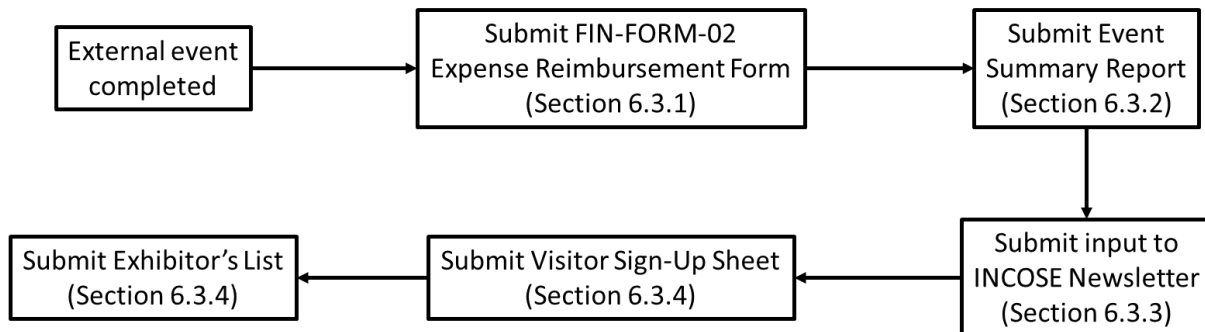 External event
completed
Submit FIN-FORM-02
Expense Reimbursement Form
(Section 6.3.1)
Submit Event
Summary Report
(Section 6.3.2)
Submit input to
INCOSE Newsletter
(Section 6.3.3)
Submit Visitor Sign-Up Sheet
(Section 6.3.4)
Submit Exhibitor’s List
(Section 6.3.4)